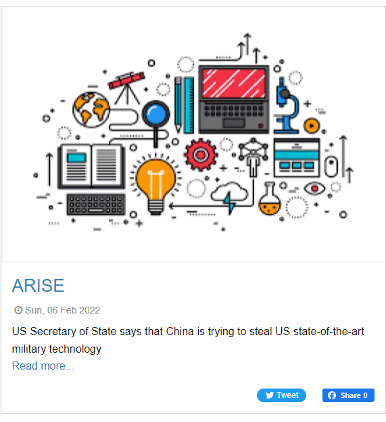 ARISE
Sun, 06 Feb 2022
US Secretary of State says that China is trying to steal US state-of-the-art
military technology
Read more...
Tweet
Share 0